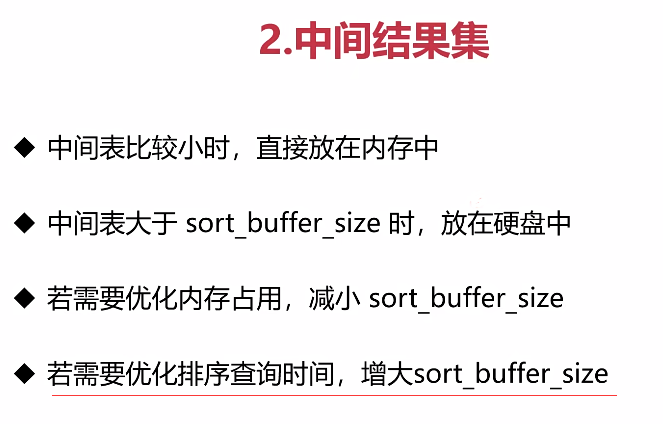 2.中间结果集
◆ 中间表比较小时，直接放在内存中
◆ 中间表大于 sort_buffer_size 时，放在硬盘中
◆ 若需要优化内存占用，减小 sort_buffer_size
◆ 若需要优化排序查询时间，增大sort_buffer_size